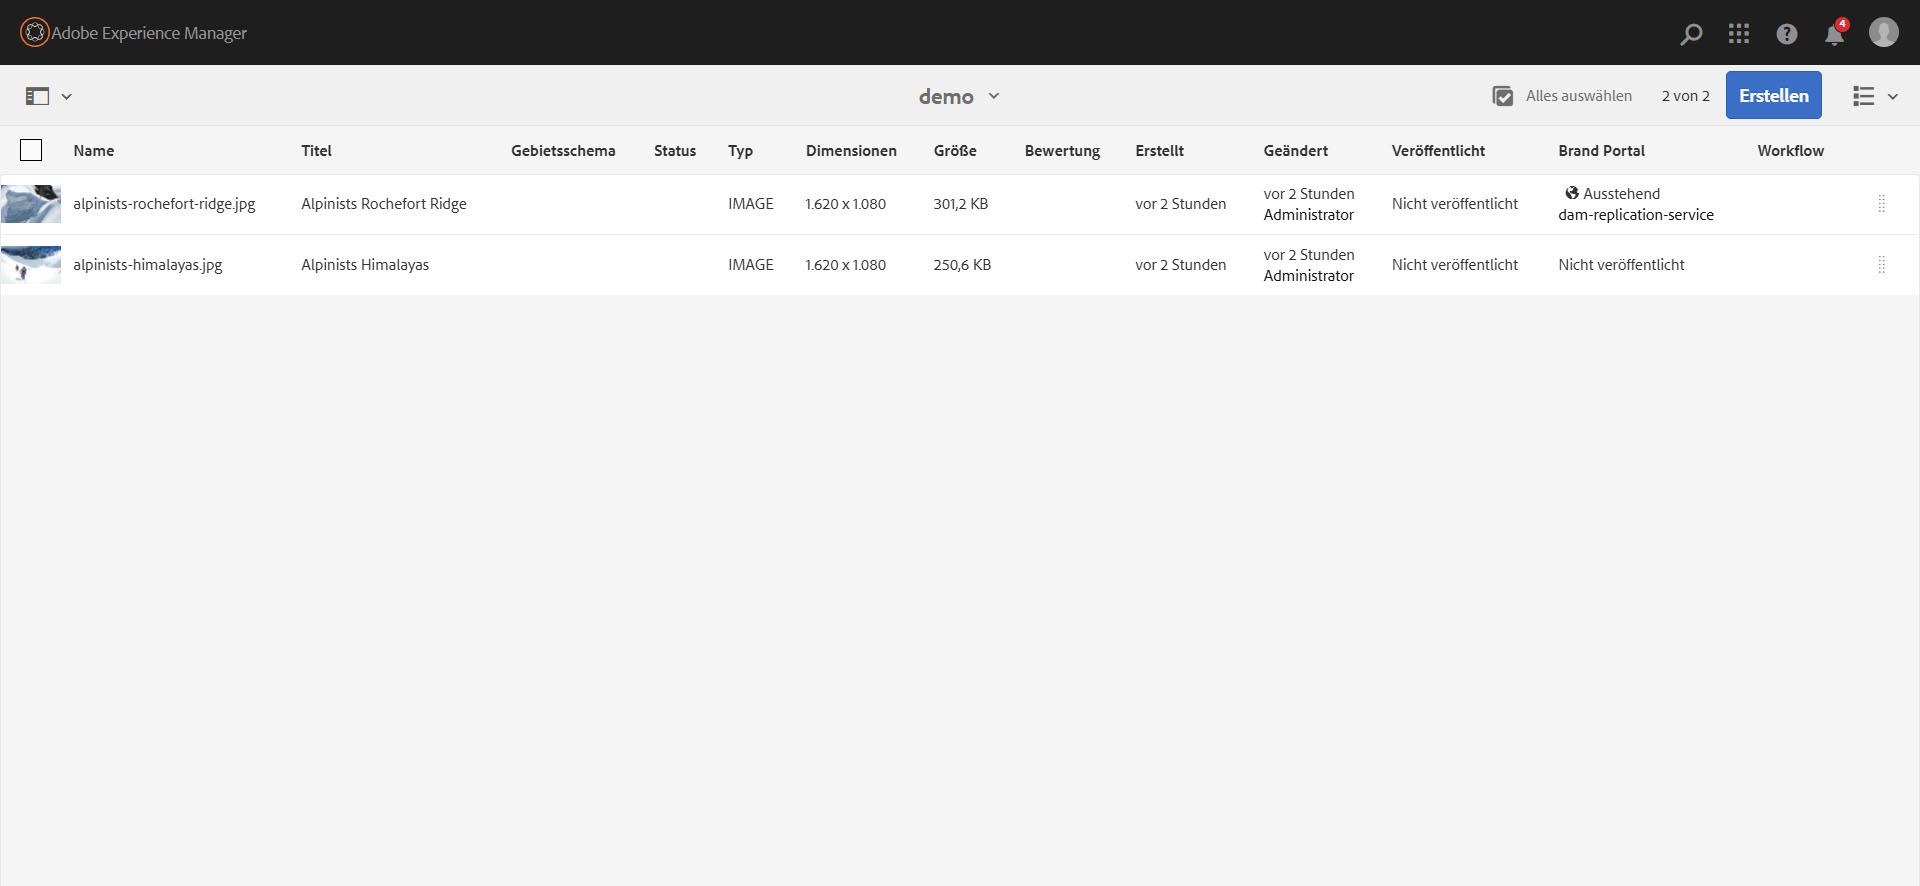 Adobe Experience Manager
4
demo
Alles auswählen
2 von 2
Erstellen
Name Titel Gebietsschema Status Typ Dimensionen Größe Bewertung Erstellt Geändert Veröffentlicht Brand Portal Workflow
alpinists-rochefort-ridge.jpg Alpinists Rochefort Ridge IMAGE 1.620 x 1.080 301,2 KB vor 2 Stunden vor 2 Stunden Nicht veröffentlicht Ausstehend
Administrator dam-replication-service
alpinists-himalayas.jpg Alpinists Himalayas IMAGE 1.620 x 1.080 250,6 KB vor 2 Stunden vor 2 Stunden Nicht veröffentlicht Nicht veröffentlicht
Administrator